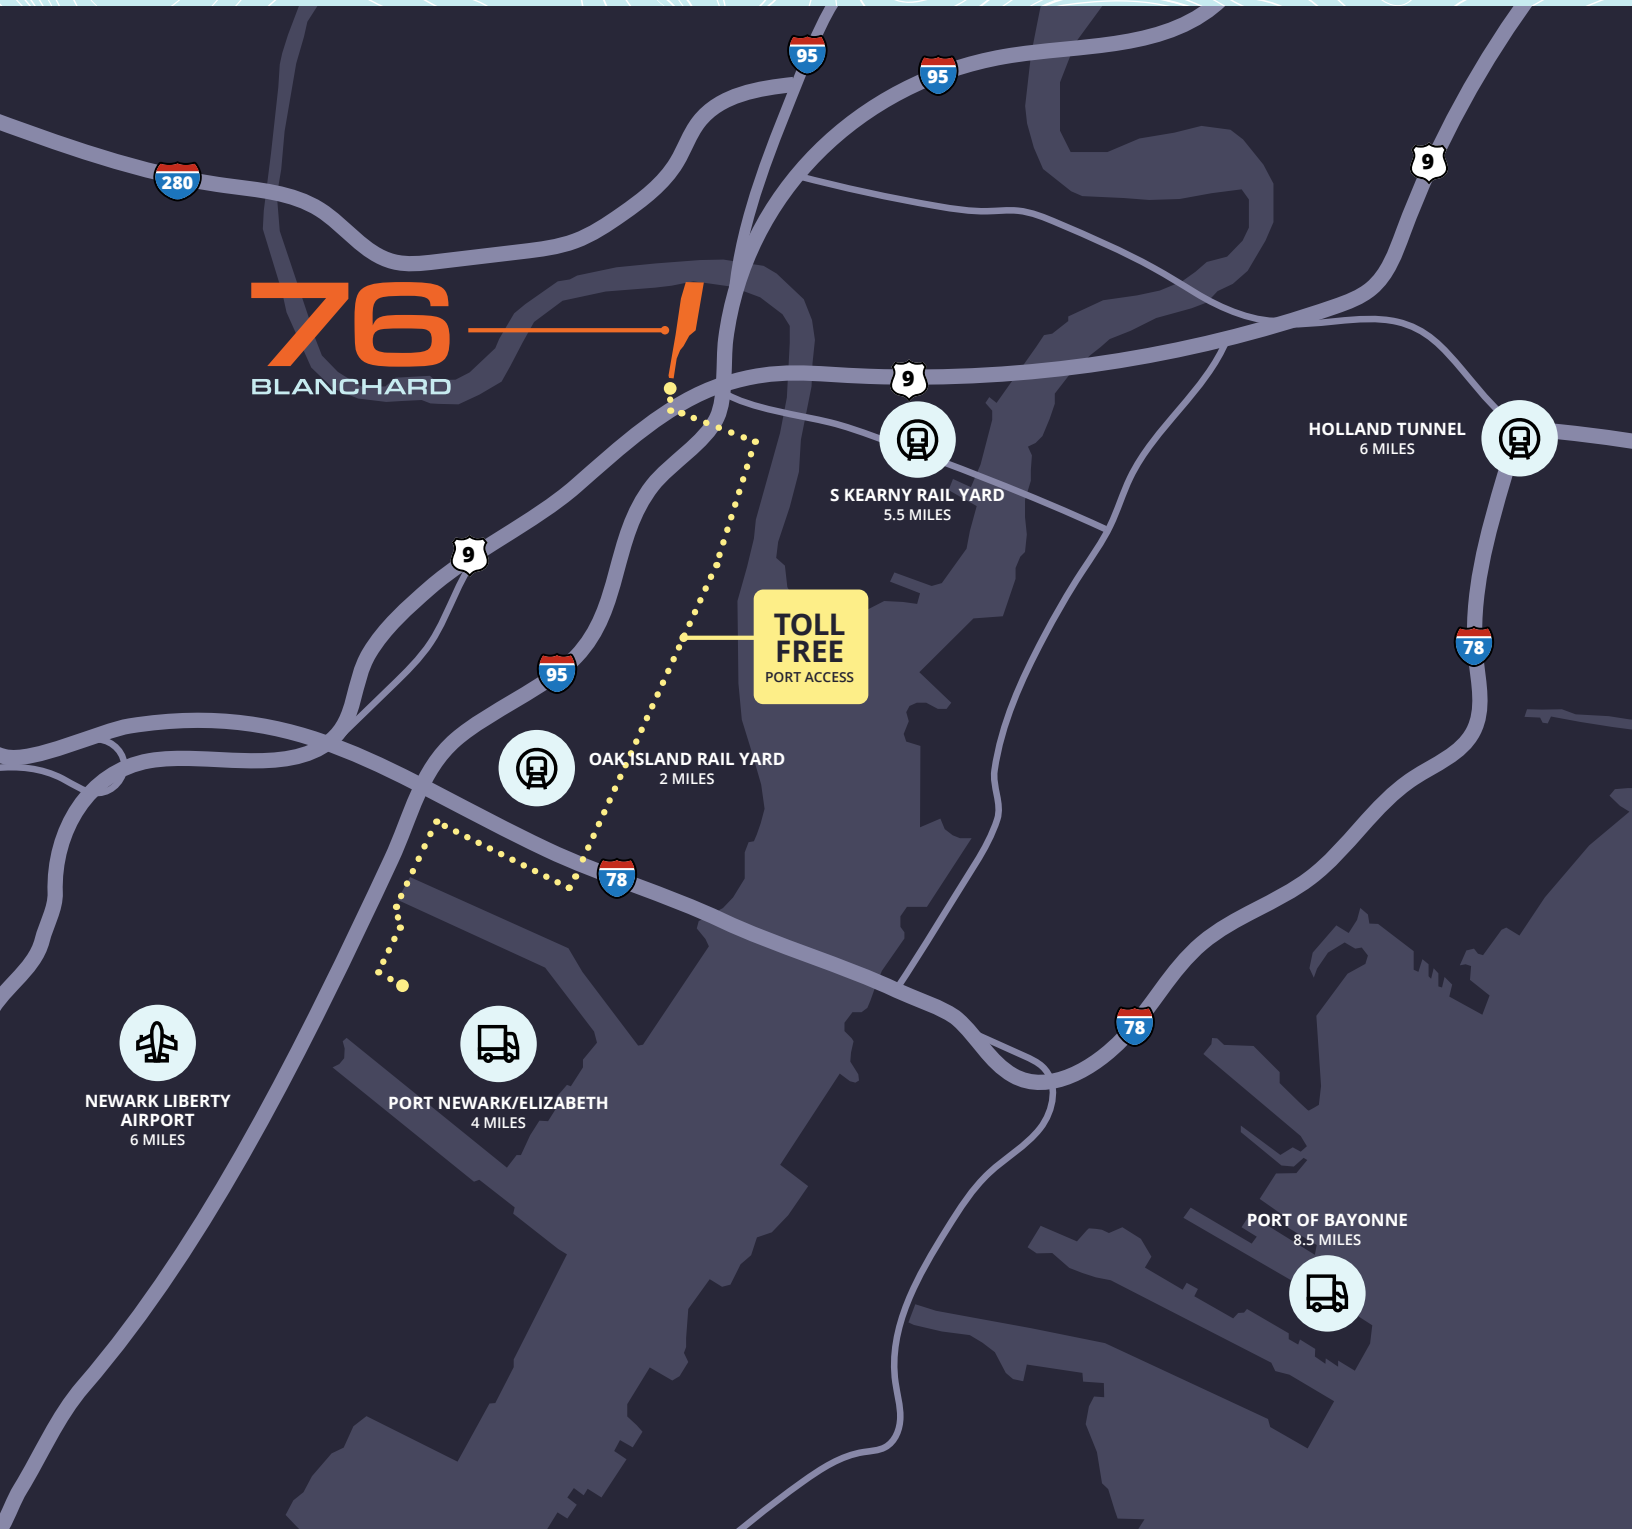 95
95
9
280
76
BLANCHARD
9
HOLLAND TUNNEL
6 MILES
S KEARNY RAIL YARD
5.5 MILES
9
TOLL
FREE
PORT ACCESS
78
95
OAK ISLAND RAIL YARD
2 MILES
78
78
NEWARK LIBERTY
AIRPORT
6 MILES
PORT NEWARK/ELIZABETH
4 MILES
PORT OF BAYONNE
8.5 MILES